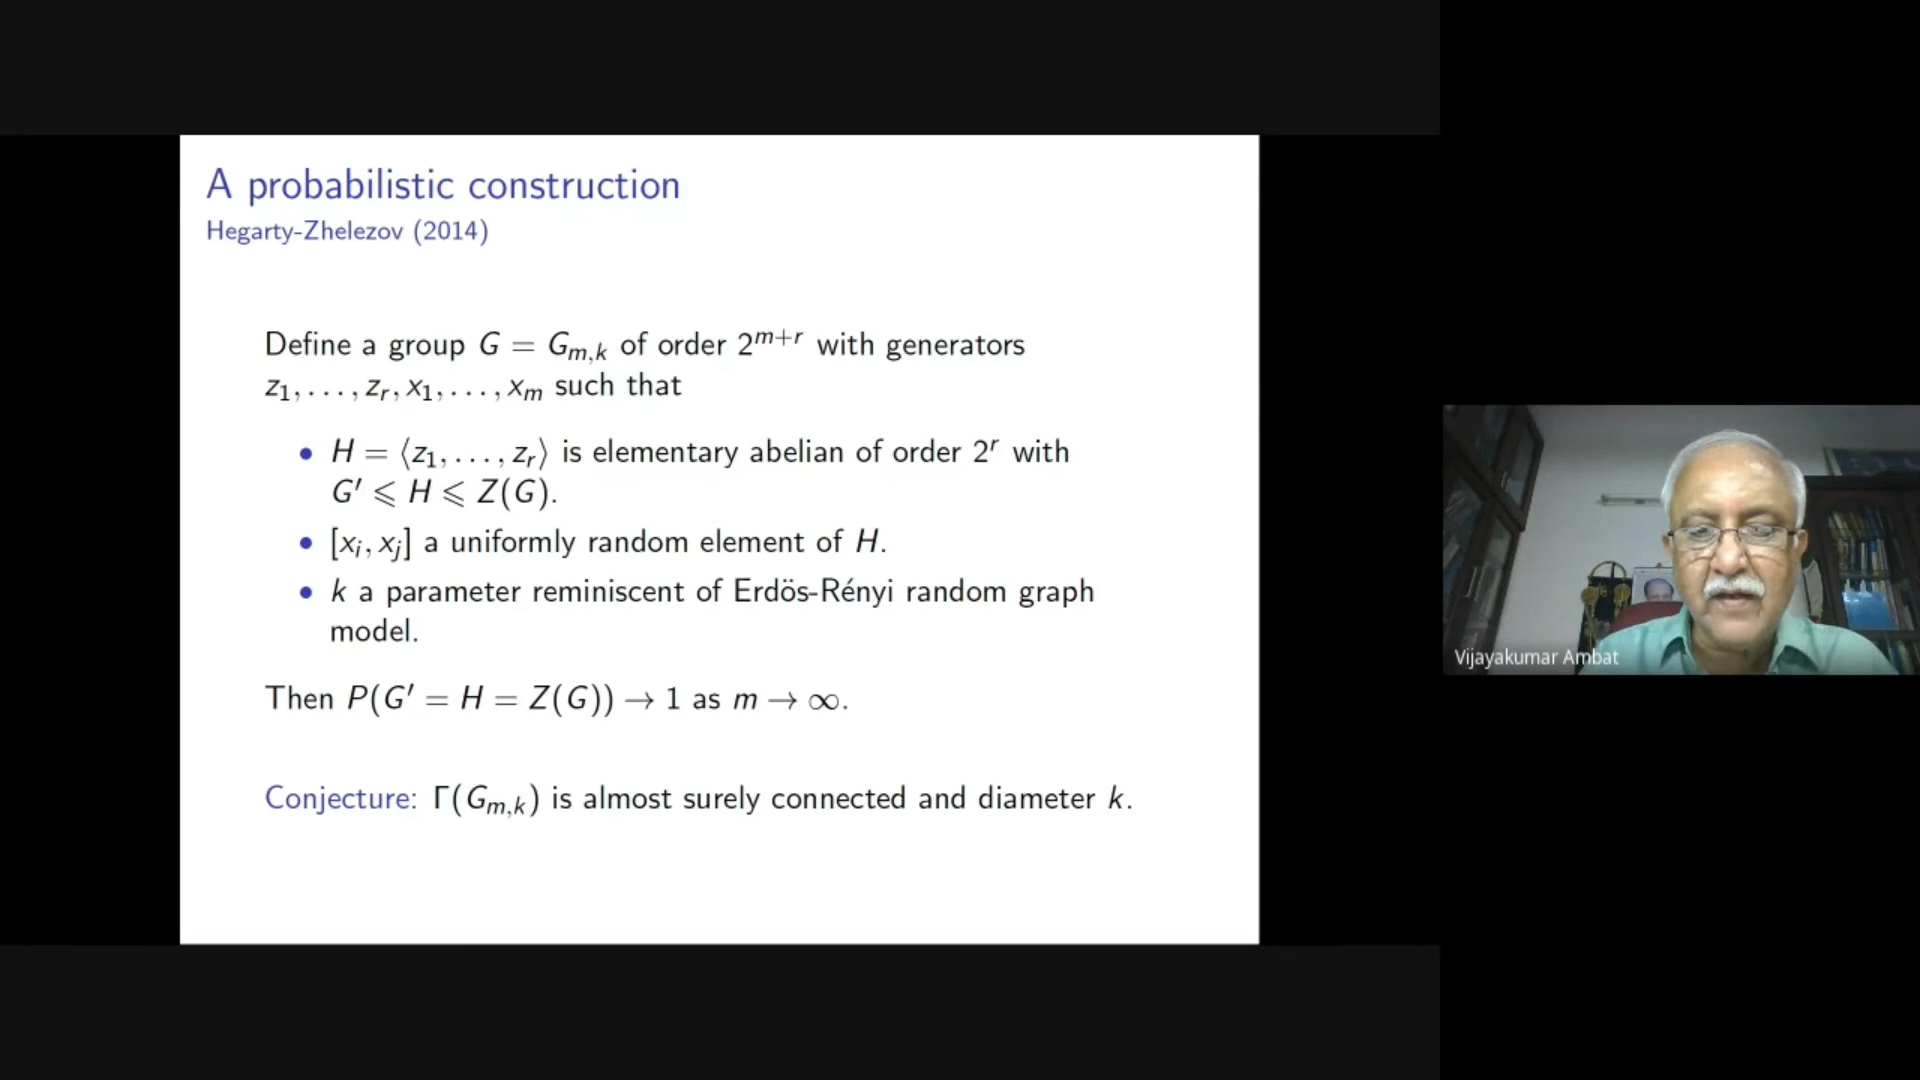 A probabilistic construction
Hegarty-Zhelezov (2014)
Define a group G = G_{m,k} of order 2^{m+r} with generators
z_1, . . . , z_r, x_1, . . . , x_m such that
• H = ⟨z_1, . . . , z_r⟩ is elementary abelian of order 2^r with
G′ ⩽ H ⩽ Z(G).
• [x_i, x_j] a uniformly random element of H.
• k a parameter reminiscent of Erdös-Rényi random graph
model.
Then P(G′ = H = Z(G)) → 1 as m → ∞.
Conjecture: Γ(G_{m,k}) is almost surely connected and diameter k.
Vijayakumar Ambat